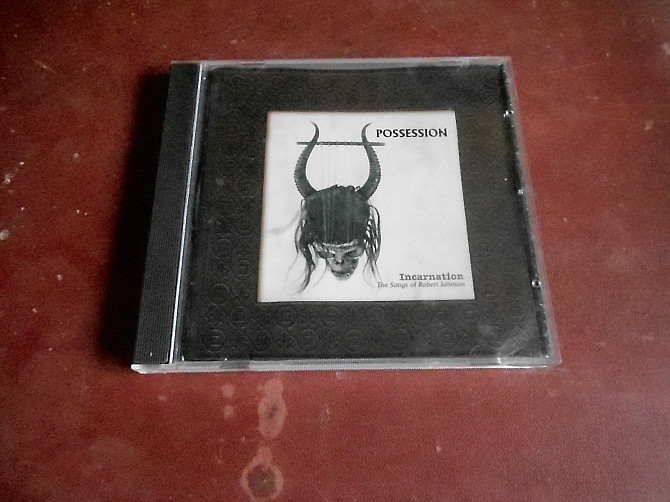 POSSESSION
Incarnation
The Songs of Robert Johnson